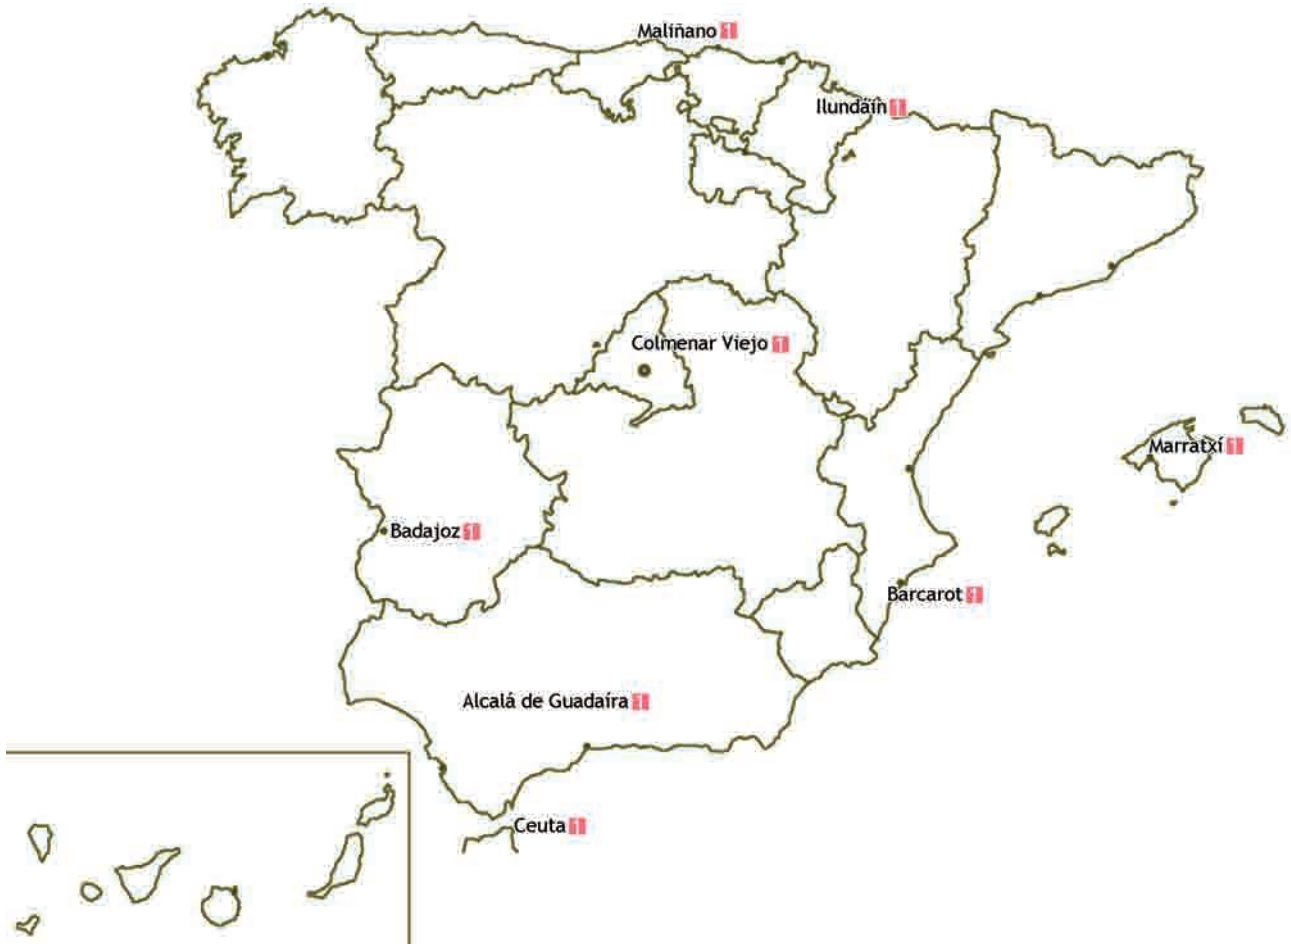 Maliñano 1
Ilundáin 1
Colmenar Viejo 1
Marratxí 1
Badajoz 1
Barcarot 1
Alcalá de Guadaíra 1
Ceuta 1